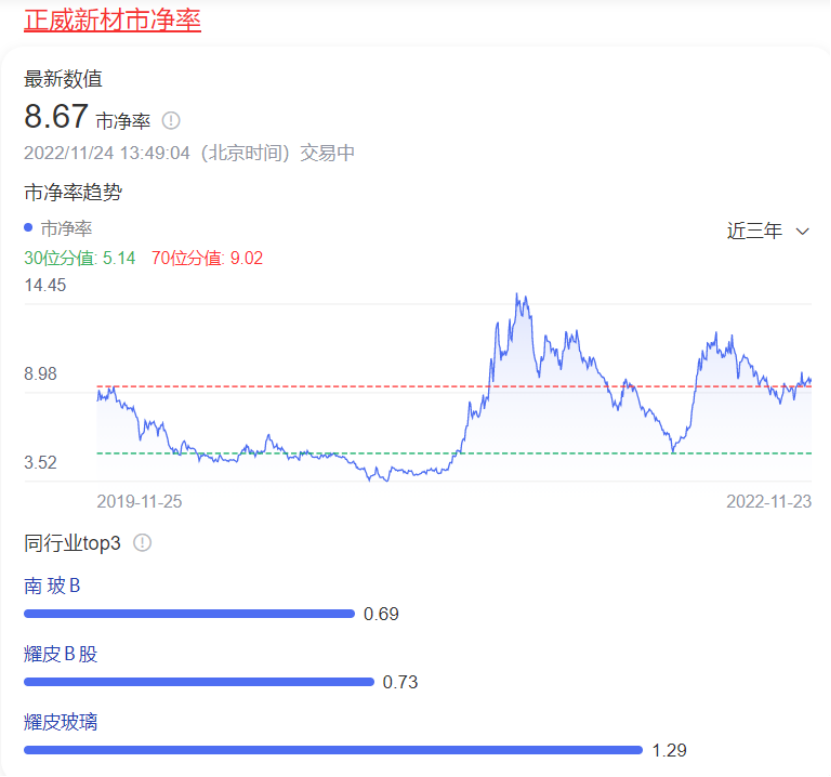 正威新材市净率
最新数值
8.67 市净率
2022/11/24 13:49:04（北京时间）交易中
市净率趋势
市净率
近三年
30位分值: 5.14 70位分值: 9.02
14.45
8.98
3.52
2019-11-25 2022-11-23
同行业top3
南 玻Ｂ
0.69
耀皮Ｂ股
0.73
耀皮玻璃
1.29